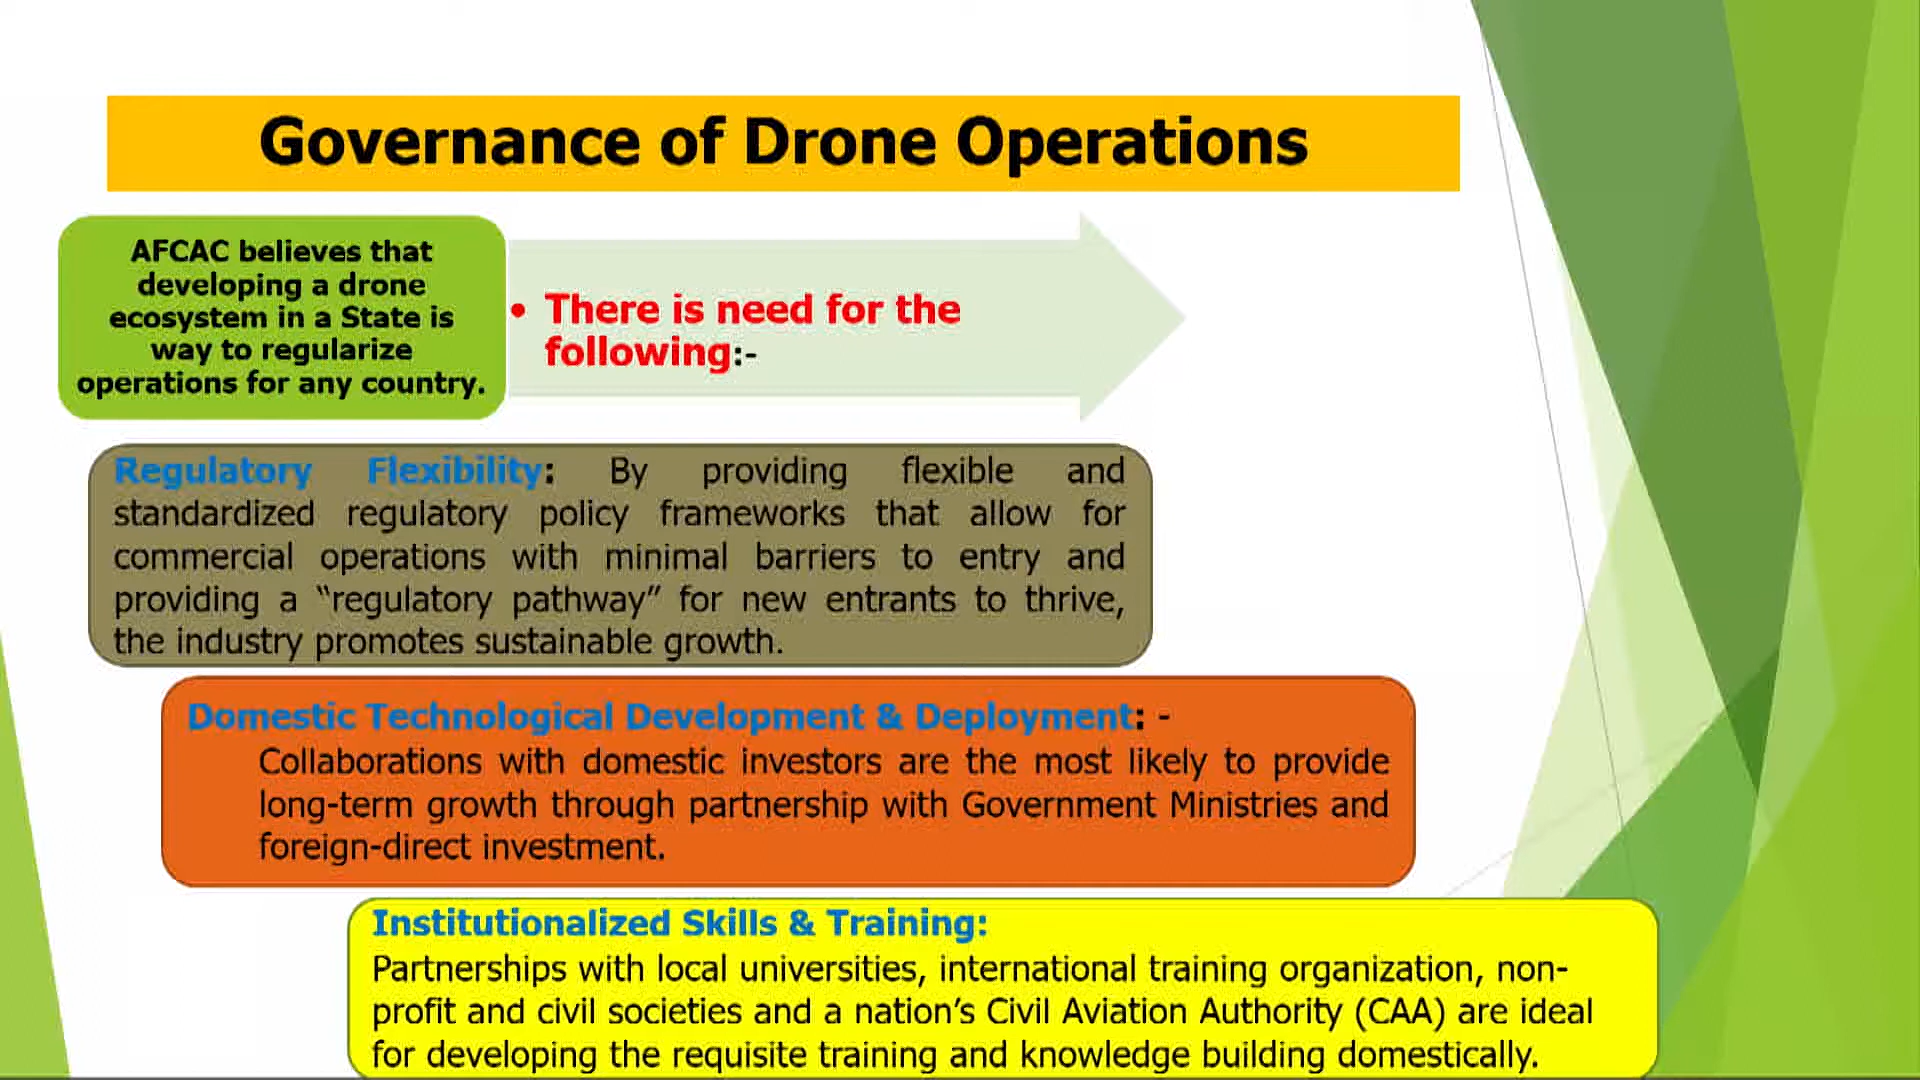 Governance of Drone Operations
AFCAC believes that
developing a drone
ecosystem in a State is
way to regularize
operations for any country.
• There is need for the
following:-
Regulatory Flexibility: By providing flexible and
standardized regulatory policy frameworks that allow for
commercial operations with minimal barriers to entry and
providing a “regulatory pathway” for new entrants to thrive,
the industry promotes sustainable growth.
Domestic Technological Development & Deployment: -
Collaborations with domestic investors are the most likely to provide
long-term growth through partnership with Government Ministries and
foreign-direct investment.
Institutionalized Skills & Training:
Partnerships with local universities, international training organization, non-
profit and civil societies and a nation’s Civil Aviation Authority (CAA) are ideal
for developing the requisite training and knowledge building domestically.